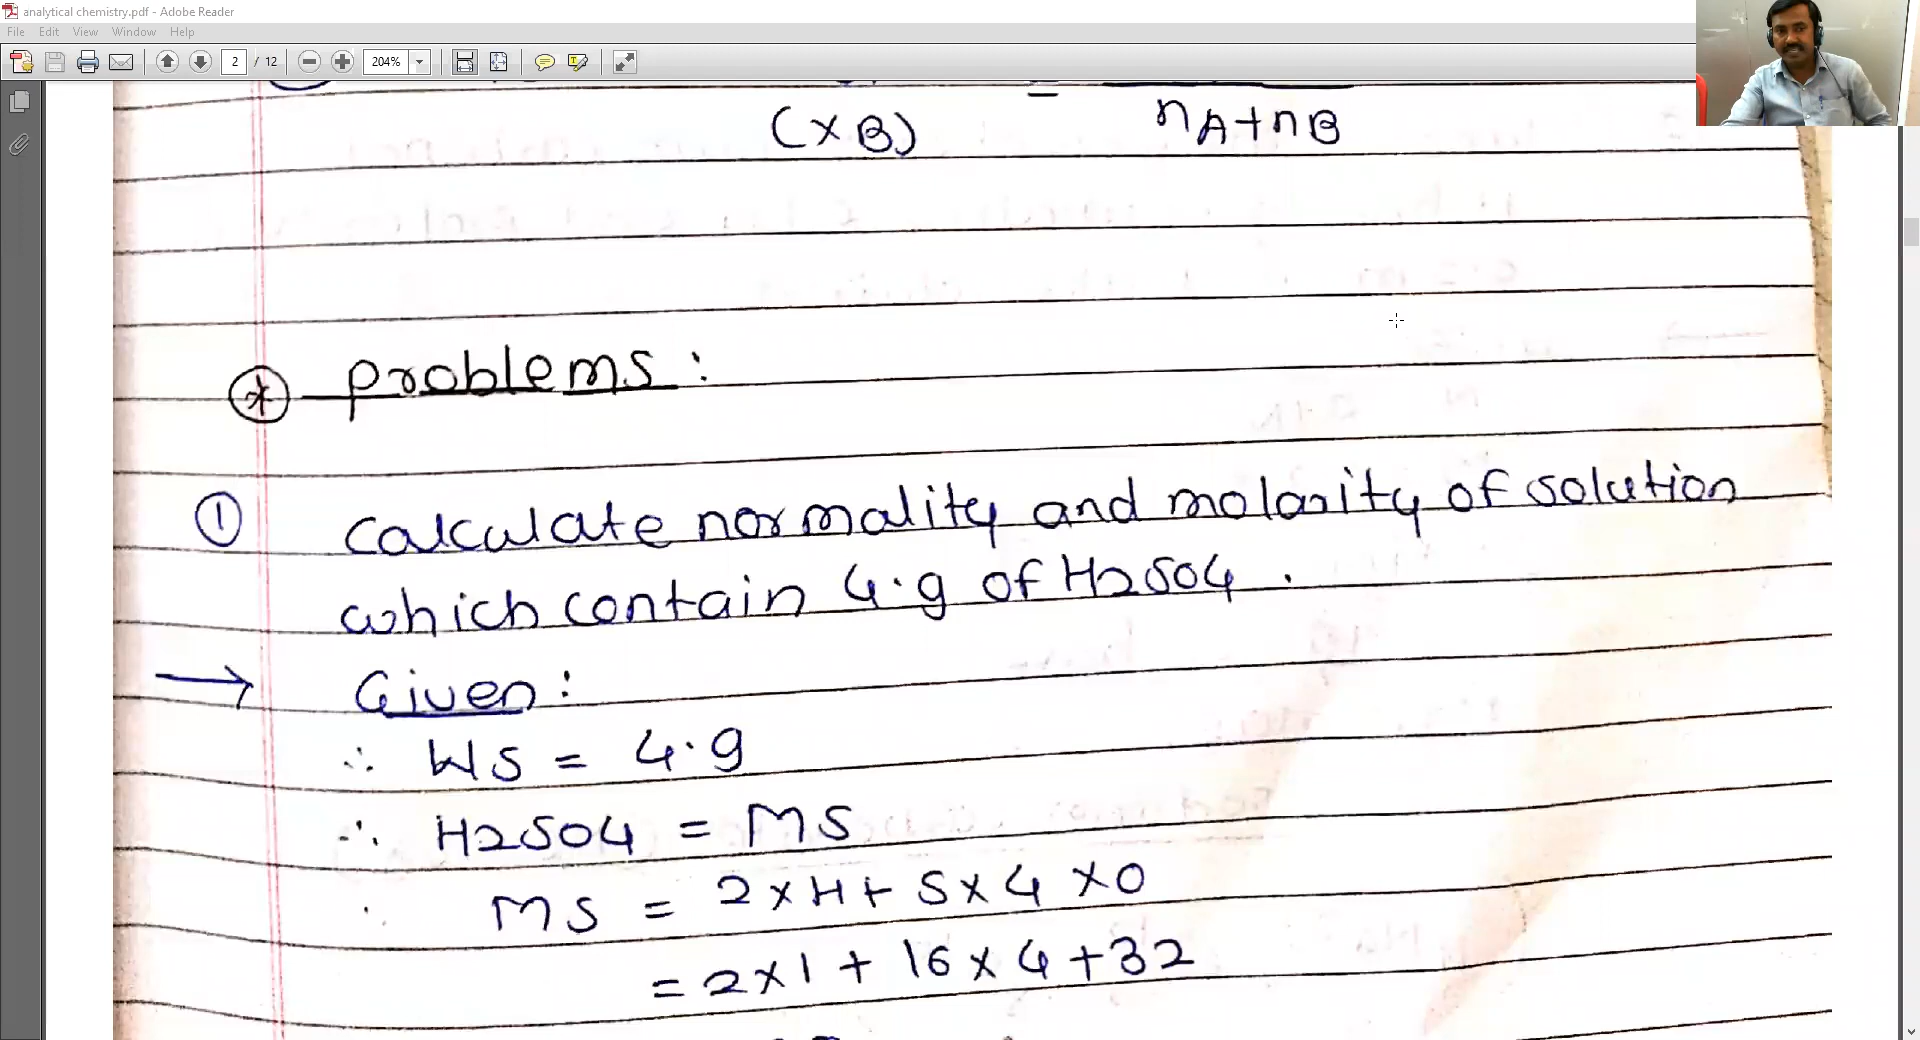 analytical chemistry.pdf - Adobe Reader
File Edit View Window Help
2 / 12 204%
(XB) = nA+nB
* problems:
① calculate normality and molarity of solution
which contain 4.g of H2SO4.
→ Given:
∴ WS = 4.g
∴ H2SO4 = MS
MS = 2×H+S×4×O
= 2×1+16×4+32